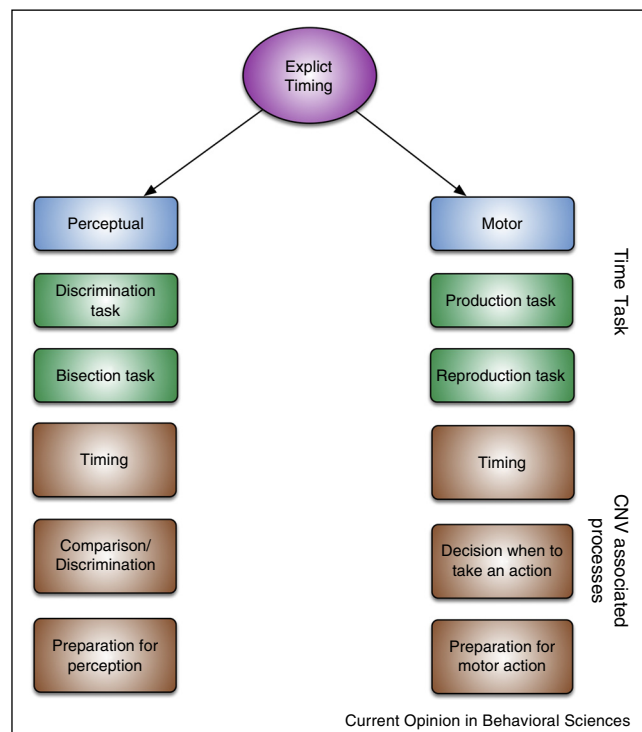 Explict
Timing
Perceptual
Discrimination
task
Bisection task
Timing
Comparison/
Discrimination
Preparation for
perception
Motor
Production task
Reproduction task
Timing
Decision when to
take an action
Preparation for
motor action
Time Task
CNV associated
processes
Current Opinion in Behavioral Sciences